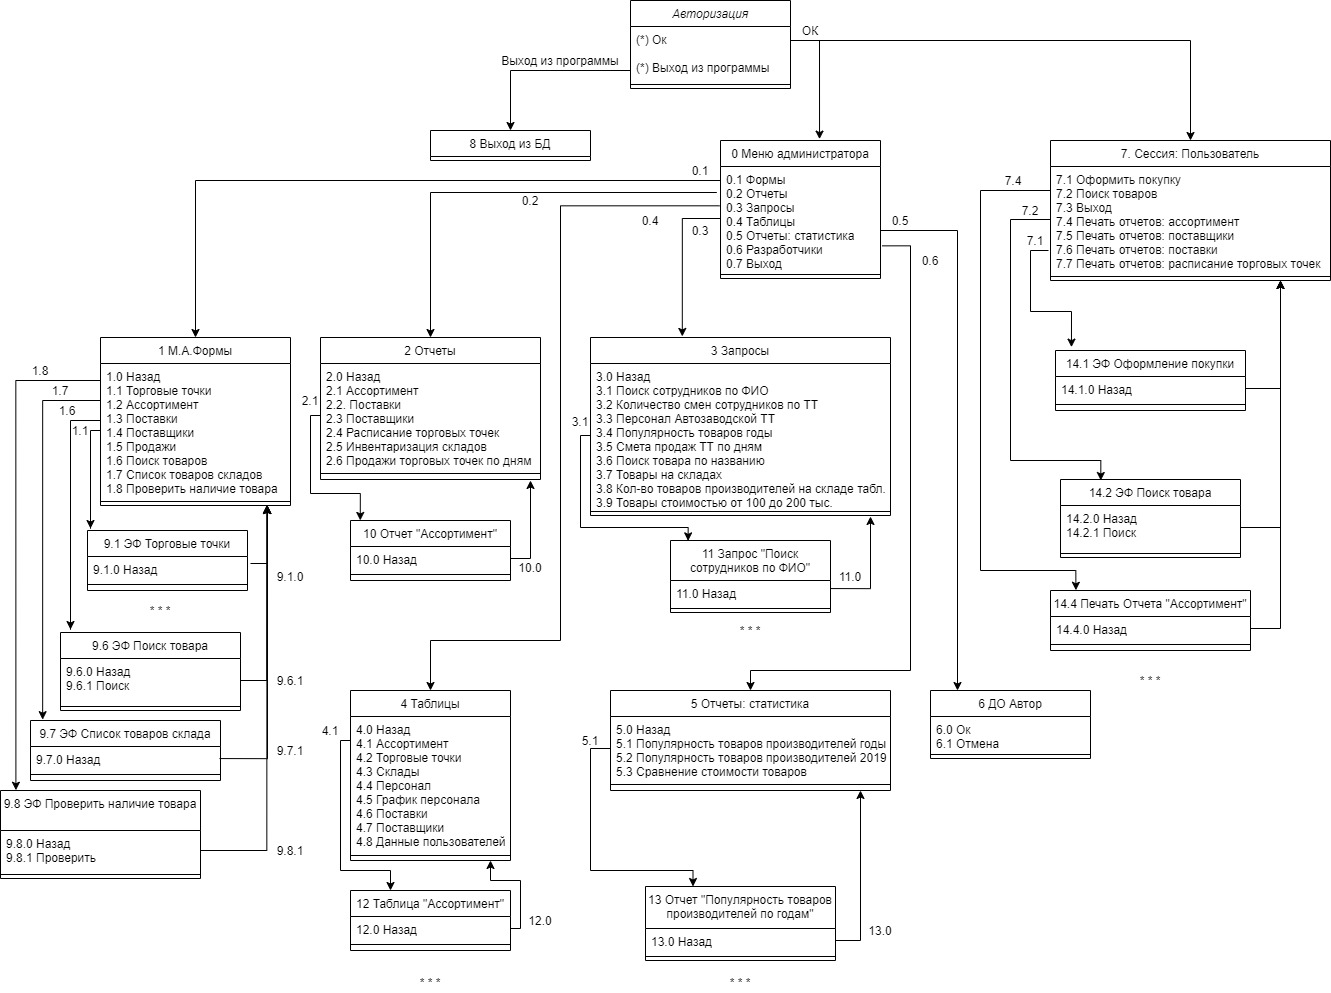 Авторизация
(*) Ок
(*) Выход из программы
ОК
Выход из программы
8 Выход из БД
0 Меню администратора
0.1 Формы
0.2 Отчеты
0.3 Запросы
0.4 Таблицы
0.5 Отчеты: статистика
0.6 Разработчики
0.7 Выход
7. Сессия: Пользователь
7.1 Оформить покупку
7.2 Поиск товаров
7.3 Выход
7.4 Печать отчетов: ассортимент
7.5 Печать отчетов: поставщики
7.6 Печать отчетов: поставки
7.7 Печать отчетов: расписание торговых точек
0.1
0.2
0.4
0.3
0.5
0.6
7.4
7.2
7.1
1 М.А.Формы
1.0 Назад
1.1 Торговые точки
1.2 Ассортимент
1.3 Поставки
1.4 Поставщики
1.5 Продажи
1.6 Поиск товаров
1.7 Список товаров складов
1.8 Проверить наличие товара
1.8
1.7
1.6
1.1
2 Отчеты
2.0 Назад
2.1 Ассортимент
2.2. Поставки
2.3 Поставщики
2.4 Расписание торговых точек
2.5 Инвентаризация складов
2.6 Продажи торговых точек по дням
2.1
3 Запросы
3.0 Назад
3.1 Поиск сотрудников по ФИО
3.2 Количество смен сотрудников по ТТ
3.3 Персонал Автозаводской ТТ
3.4 Популярность товаров годы
3.5 Смета продаж ТТ по дням
3.6 Поиск товара по названию
3.7 Товары на складах
3.8 Кол-во товаров производителей на складе табл.
3.9 Товары стоимостью от 100 до 200 тыс.
3.1
14.1 ЭФ Оформление покупки
14.1.0 Назад
14.2 ЭФ Поиск товара
14.2.0 Назад
14.2.1 Поиск
14.4 Печать Отчета "Ассортимент"
14.4.0 Назад
* * *
9.1 ЭФ Торговые точки
9.1.0 Назад
9.1.0
* * *
10 Отчет "Ассортимент"
10.0 Назад
10.0
11 Запрос "Поиск
сотрудников по ФИО"
11.0 Назад
11.0
* * *
9.6 ЭФ Поиск товара
9.6.0 Назад
9.6.1 Поиск
9.6.1
9.7 ЭФ Список товаров склада
9.7.0 Назад
9.7.1
9.8 ЭФ Проверить наличие товара
9.8.0 Назад
9.8.1 Проверить
9.8.1
4 Таблицы
4.0 Назад
4.1 Ассортимент
4.2 Торговые точки
4.3 Склады
4.4 Персонал
4.5 График персонала
4.6 Поставки
4.7 Поставщики
4.8 Данные пользователей
4.1
5 Отчеты: статистика
5.0 Назад
5.1 Популярность товаров производителей годы
5.2 Популярность товаров производителей 2019
5.3 Сравнение стоимости товаров
5.1
6 ДО Автор
6.0 Ок
6.1 Отмена
12 Таблица "Ассортимент"
12.0 Назад
12.0
* * *
13 Отчет "Популярность товаров
производителей по годам"
13.0 Назад
13.0
* * *